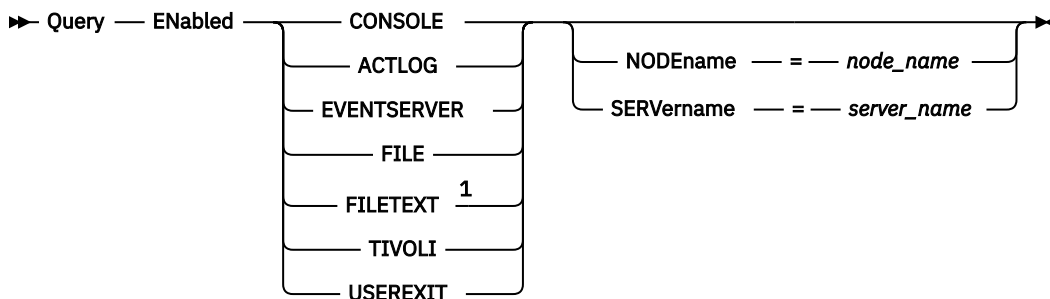 Query ENabled CONSOLE
ACTLOG
EVENTSERVER
FILE
FILETEXT 1
TIVOLI
USEREXIT
NODEname = node_name
SERVername = server_name